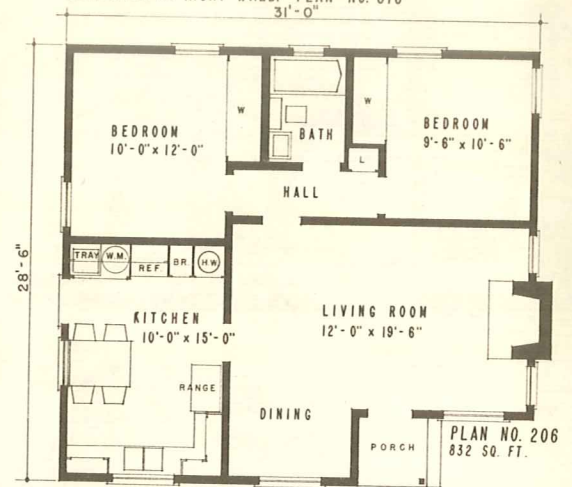 PLAN NO.
31'-0"
W
W
BEDROOM
10'-0" x 12'-0"
BATH
BEDROOM
9'-6" x 10'-6"
L
HALL
28'-6"
TRAY
W.M.
REF.
BR
H.W
KITCHEN
10'-0" x 15'-0"
LIVING ROOM
12'-0" x 19'-6"
RANGE
DINING
PORCH
PLAN NO. 206
832 SQ. FT.